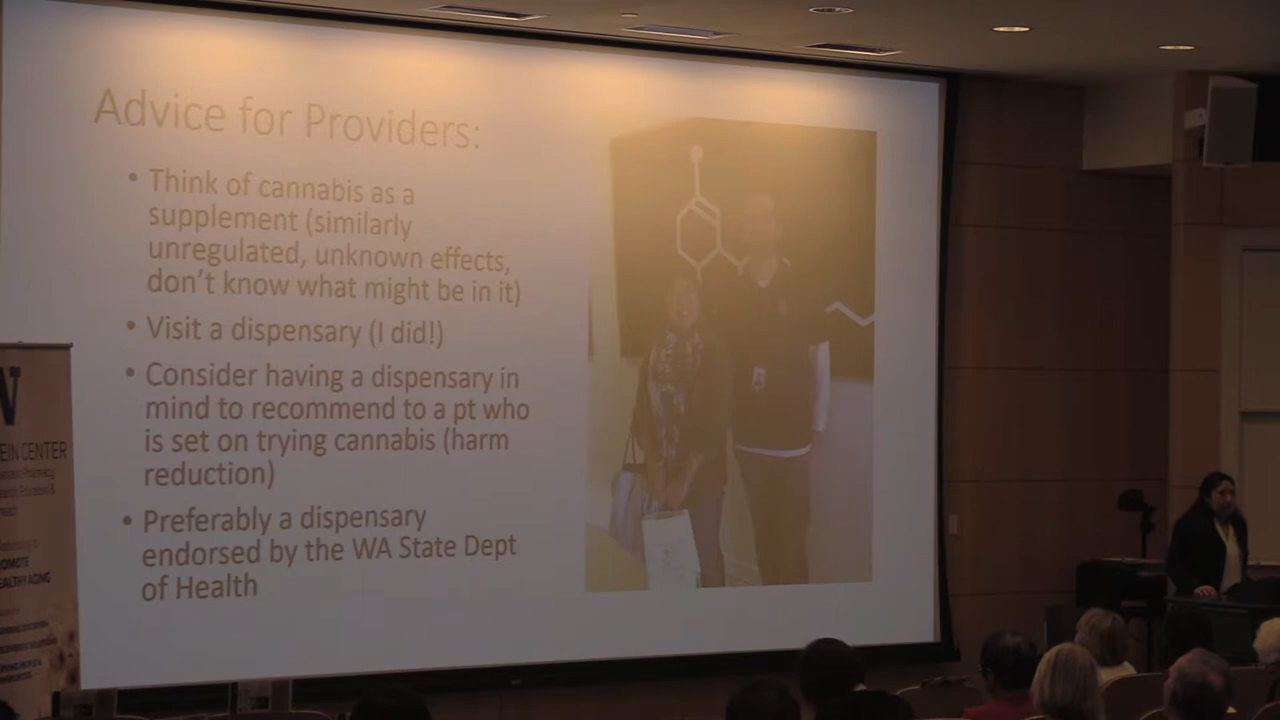 Advice for Providers:
• Think of cannabis as a
supplement (similarly
unregulated, unknown effects,
don't know what might be in it)
• Visit a dispensary (I did!)
• Consider having a dispensary in
mind to recommend to a pt who
is set on trying cannabis (harm
reduction)
• Preferably a dispensary
endorsed by the WA State Dept
of Health
W
EIN CENTER